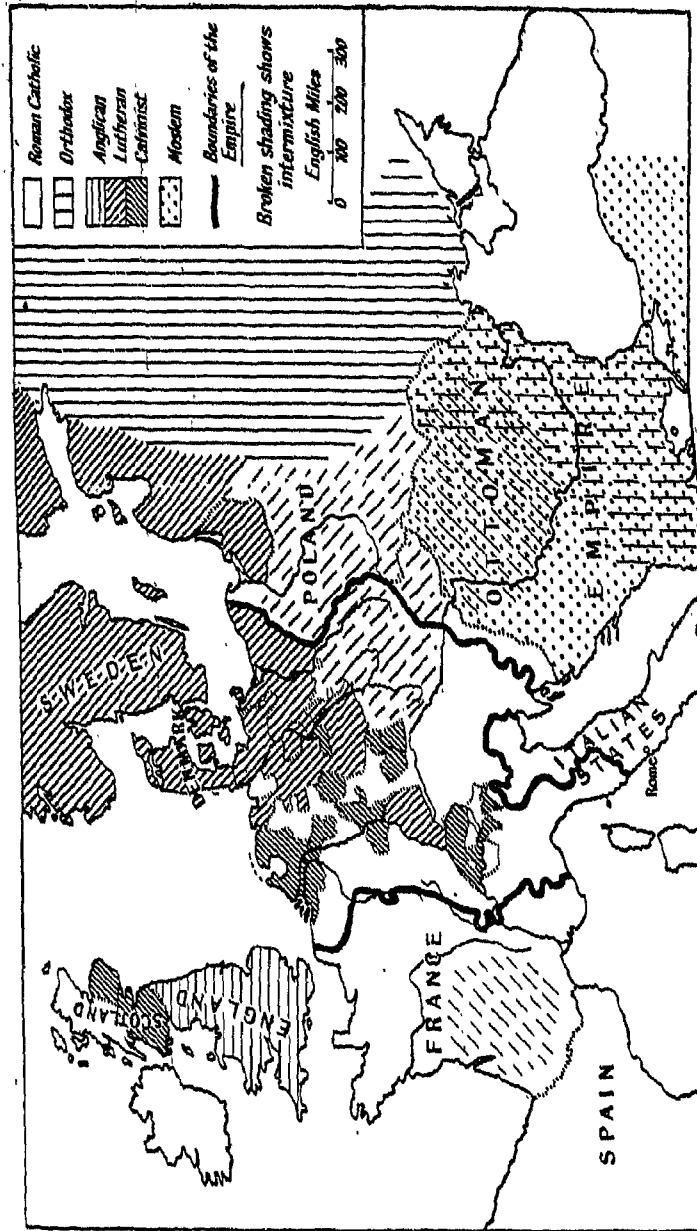 Roman Catholic
Orthodox
Anglican
Lutheran
Calvinist
Moslem
Boundaries of the
Empire
Broken shading shows
intermixture
English Miles
0 100 200 300
S-W-E-D-E-N
DENMARK
SCOTLAND
ENGLAND
POLAND
OTTOMAN
EMPIRE
FRANCE
ITALIAN
STATES
Rome
SPAIN